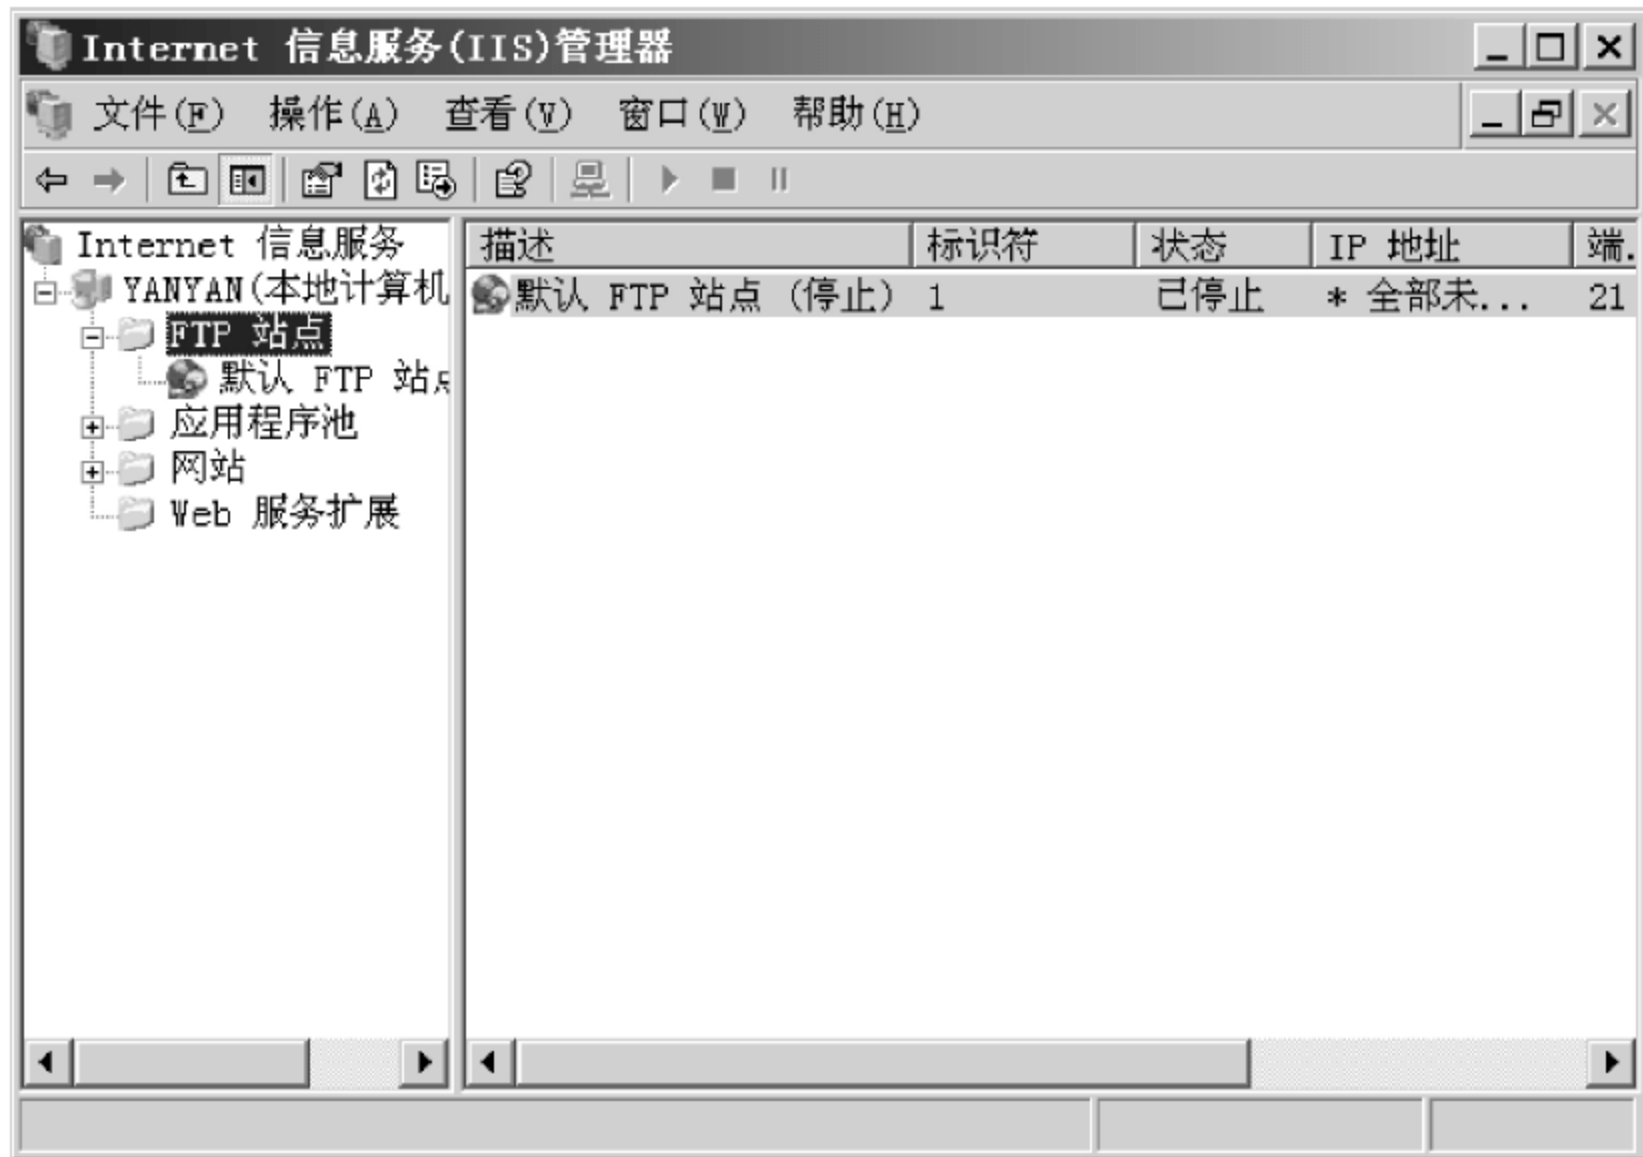 Internet 信息服务(IIS)管理器
文件(F) 操作(A) 查看(V) 窗口(W) 帮助(H)
Internet 信息服务
YANYAN(本地计算机
FTP 站点
默认 FTP 站点
应用程序池
网站
Web 服务扩展
描述 标识符 状态 IP 地址 端.
默认 FTP 站点 (停止) 1 已停止 * 全部未... 21